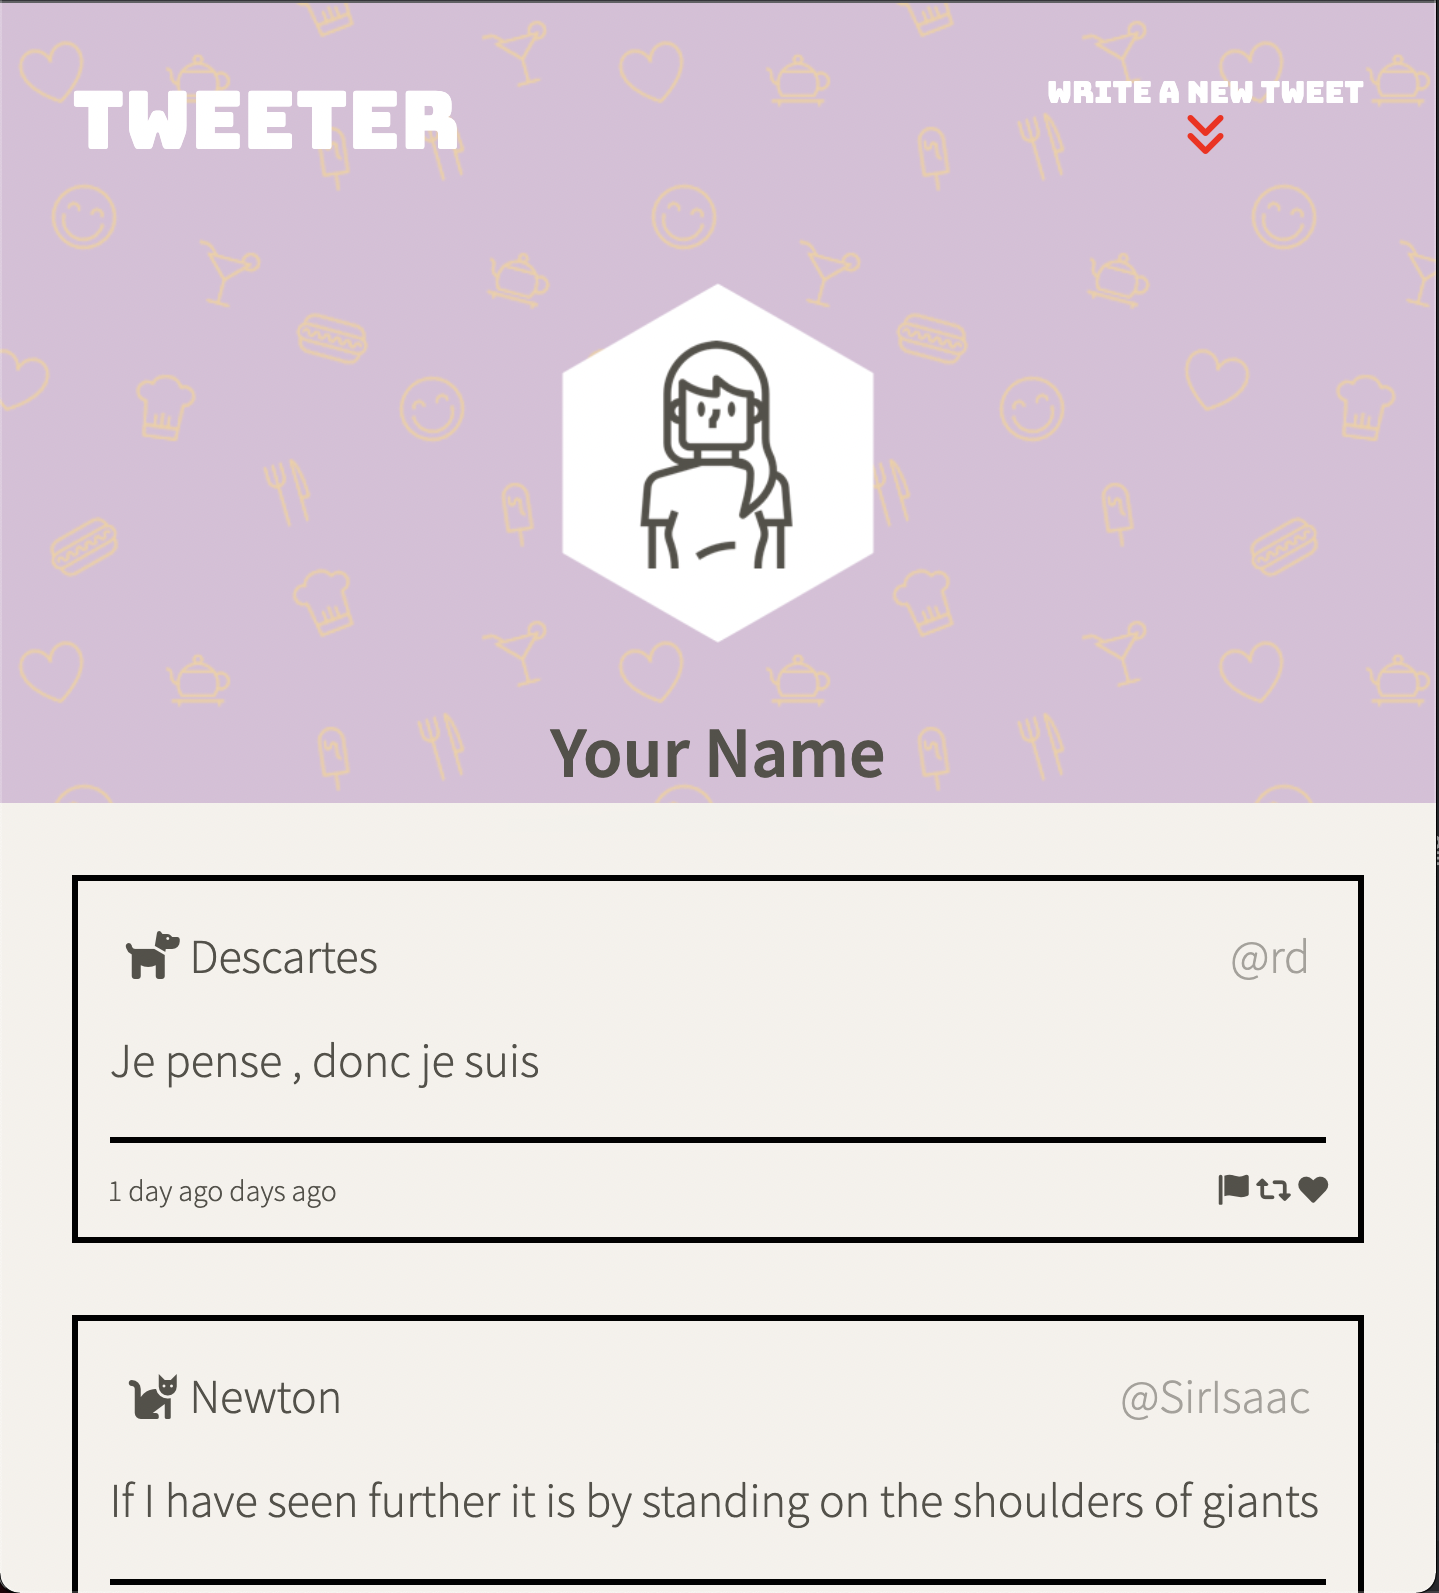 TWEETER
WRITE A NEW TWEET
Your Name
Descartes
@rd
Je pense , donc je suis
1 day ago days ago
Newton
@SirIsaac
If I have seen further it is by standing on the shoulders of giants